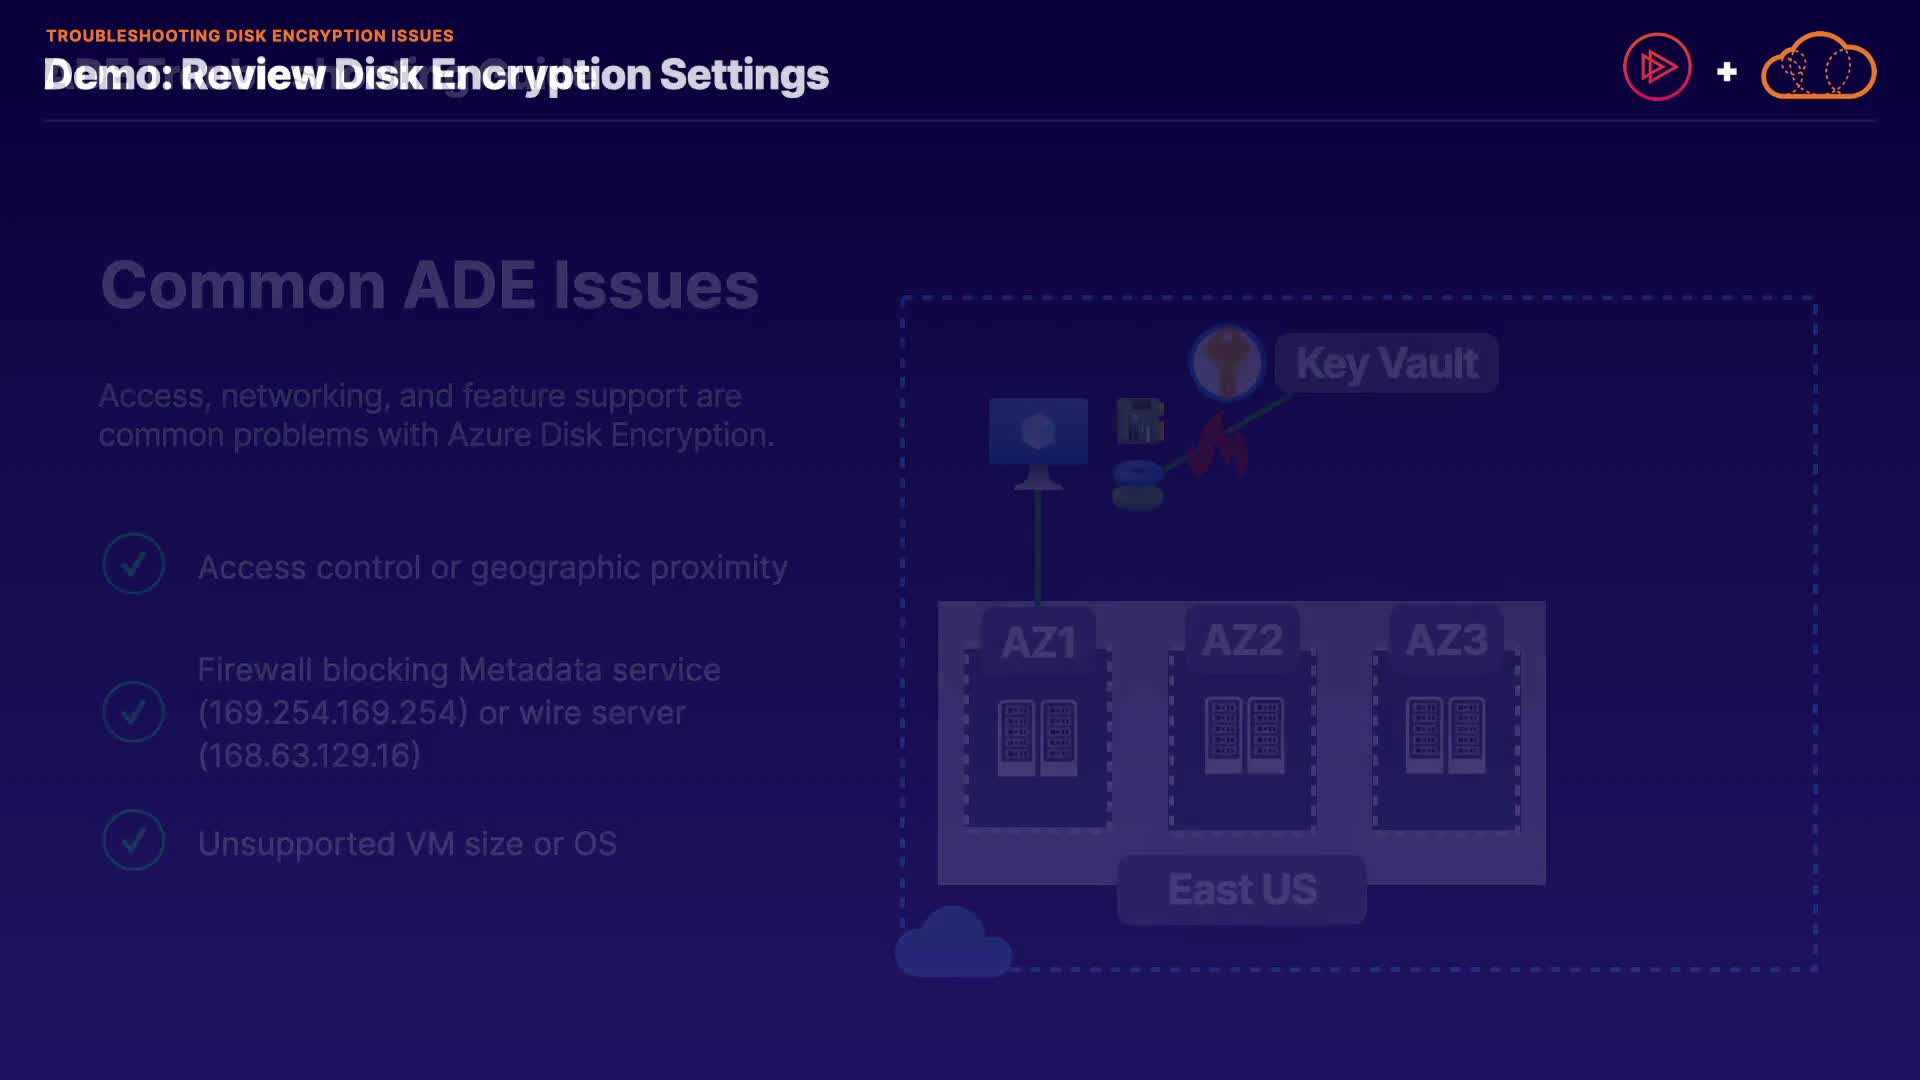 TROUBLESHOOTING DISK ENCRYPTION ISSUES
Demo: Review Disk Encryption Settings
Common ADE Issues
Access, networking, and feature support are
common problems with Azure Disk Encryption.
Access control or geographic proximity
Firewall blocking Metadata service
(169.254.169.254) or wire server
(168.63.129.16)
Unsupported VM size or OS
Key Vault
AZ1
AZ2
AZ3
East US